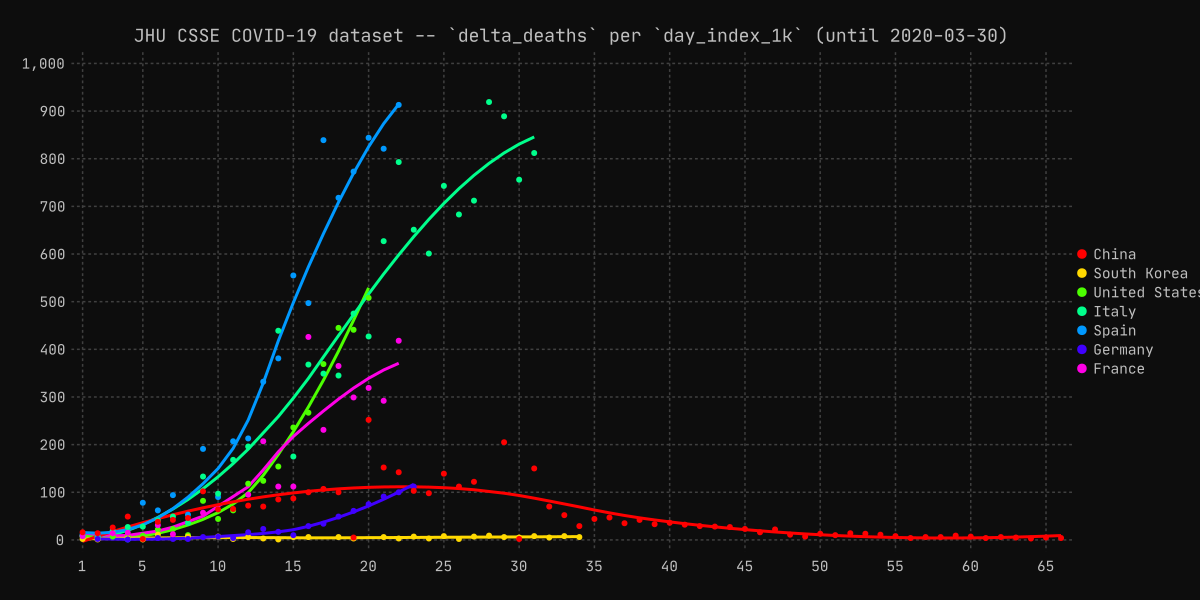 JHU CSSE COVID-19 dataset -- `delta_deaths` per `day_index_1k` (until 2020-03-30)
1,000
900
800
700
600
500
400
300
200
100
0
1 5 10 15 20 25 30 35 40 45 50 55 60 65
China
South Korea
United States
Italy
Spain
Germany
France